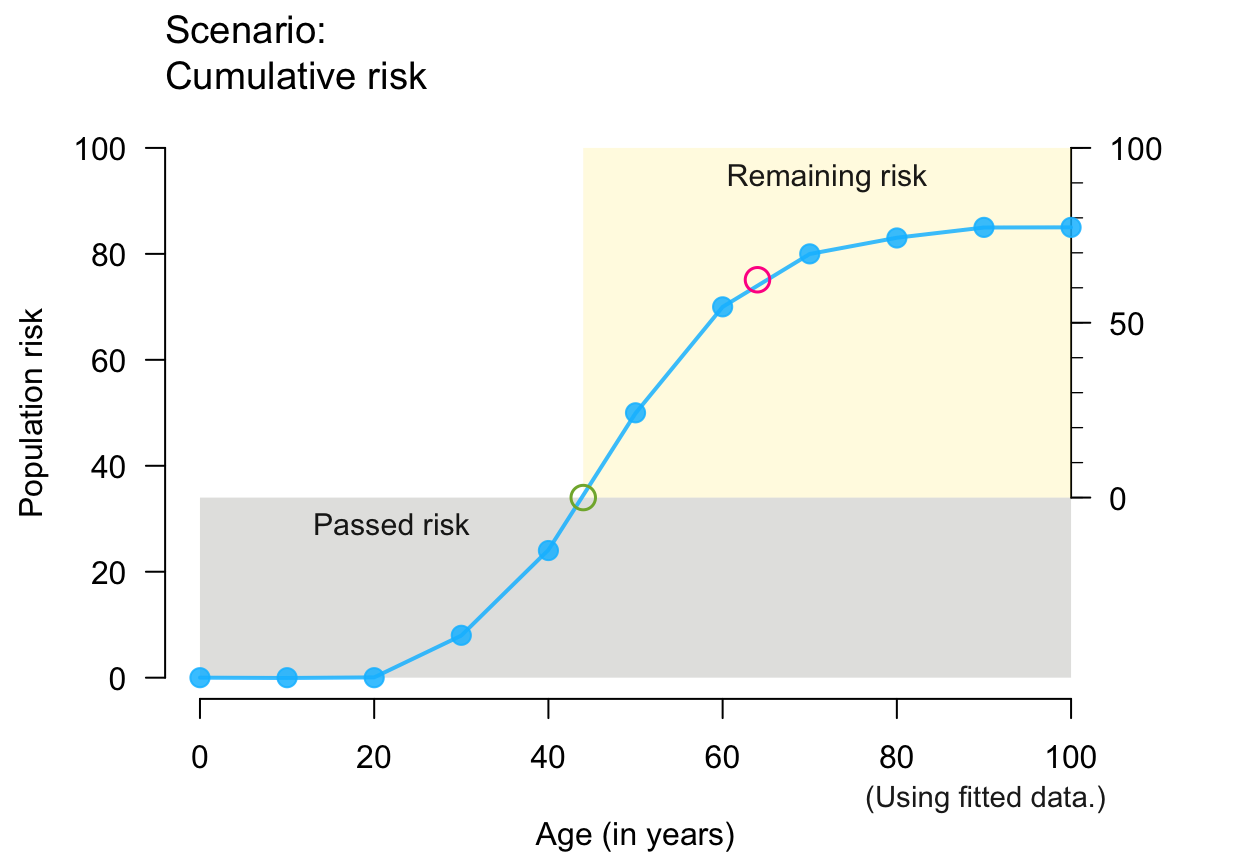 Scenario:
Cumulative risk
100
80
60
40
20
0
Population risk
Remaining risk
Passed risk
100
50
0
0 20 40 60 80 100
(Using fitted data.)
Age (in years)